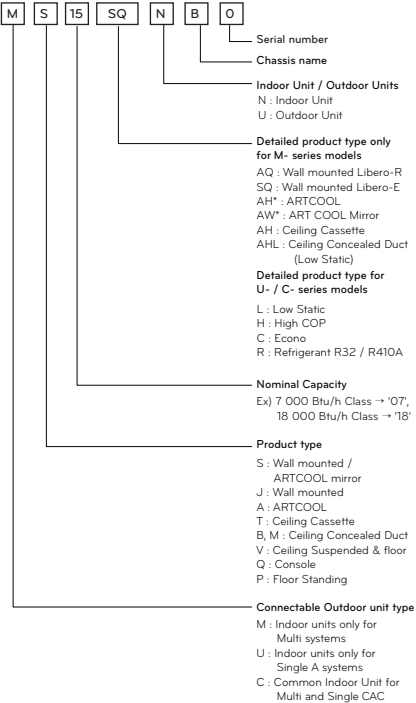 M S 15 SQ N B 0
Serial number
Chassis name
Indoor Unit / Outdoor Units
N : Indoor Unit
U : Outdoor Unit
Detailed product type only
for M- series models
AQ : Wall mounted Libero-R
SQ : Wall mounted Libero-E
AH* : ARTCOOL
AW* : ART COOL Mirror
AH : Ceiling Cassette
AHL : Ceiling Concealed Duct
(Low Static)
Detailed product type for
U- / C- series models
L : Low Static
H : High COP
C : Econo
R : Refrigerant R32 / R410A
Nominal Capacity
Ex) 7 000 Btu/h Class → '07',
18 000 Btu/h Class → '18'
Product type
S : Wall mounted /
ARTCOOL mirror
J : Wall mounted
A : ARTCOOL
T : Ceiling Cassette
B, M : Ceiling Concealed Duct
V : Ceiling Suspended & floor
Q : Console
P : Floor Standing
Connectable Outdoor unit type
M : Indoor units only for
Multi systems
U : Indoor units only for
Single A systems
C : Common Indoor Unit for
Multi and Single CAC